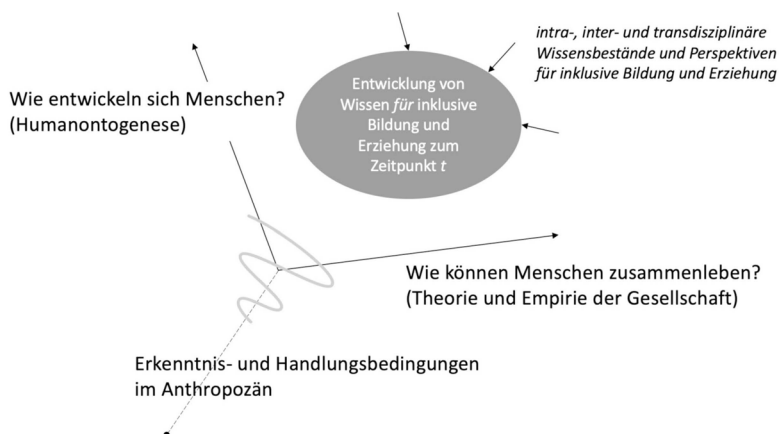 intra-, inter- und transdisziplinäre
Wissensbestände und Perspektiven
für inklusive Bildung und Erziehung
Entwicklung von
Wissen für inklusive
Bildung und
Erziehung zum
Zeitpunkt t
Wie entwickeln sich Menschen?
(Humanontogenese)
Wie können Menschen zusammenleben?
(Theorie und Empirie der Gesellschaft)
Erkenntnis- und Handlungsbedingungen
im Anthropozän